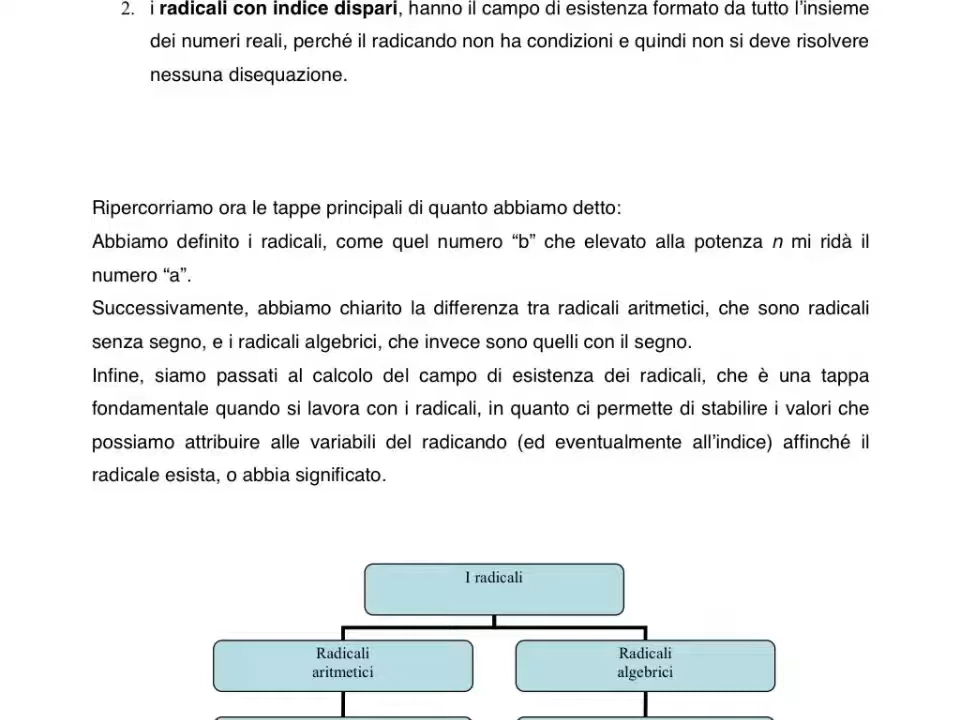 2. i radicali con indice dispari, hanno il campo di esistenza formato da tutto l'insieme
dei numeri reali, perché il radicando non ha condizioni e quindi non si deve risolvere
nessuna disequazione.
Ripercorriamo ora le tappe principali di quanto abbiamo detto:
Abbiamo definito i radicali, come quel numero “b” che elevato alla potenza n mi ridà il
numero “a”.
Successivamente, abbiamo chiarito la differenza tra radicali aritmetici, che sono radicali
senza segno, e i radicali algebrici, che invece sono quelli con il segno.
Infine, siamo passati al calcolo del campo di esistenza dei radicali, che è una tappa
fondamentale quando si lavora con i radicali, in quanto ci permette di stabilire i valori che
possiamo attribuire alle variabili del radicando (ed eventualmente all'indice) affinché il
radicale esista, o abbia significato.
I radicali
Radicali
aritmetici
Radicali
algebrici